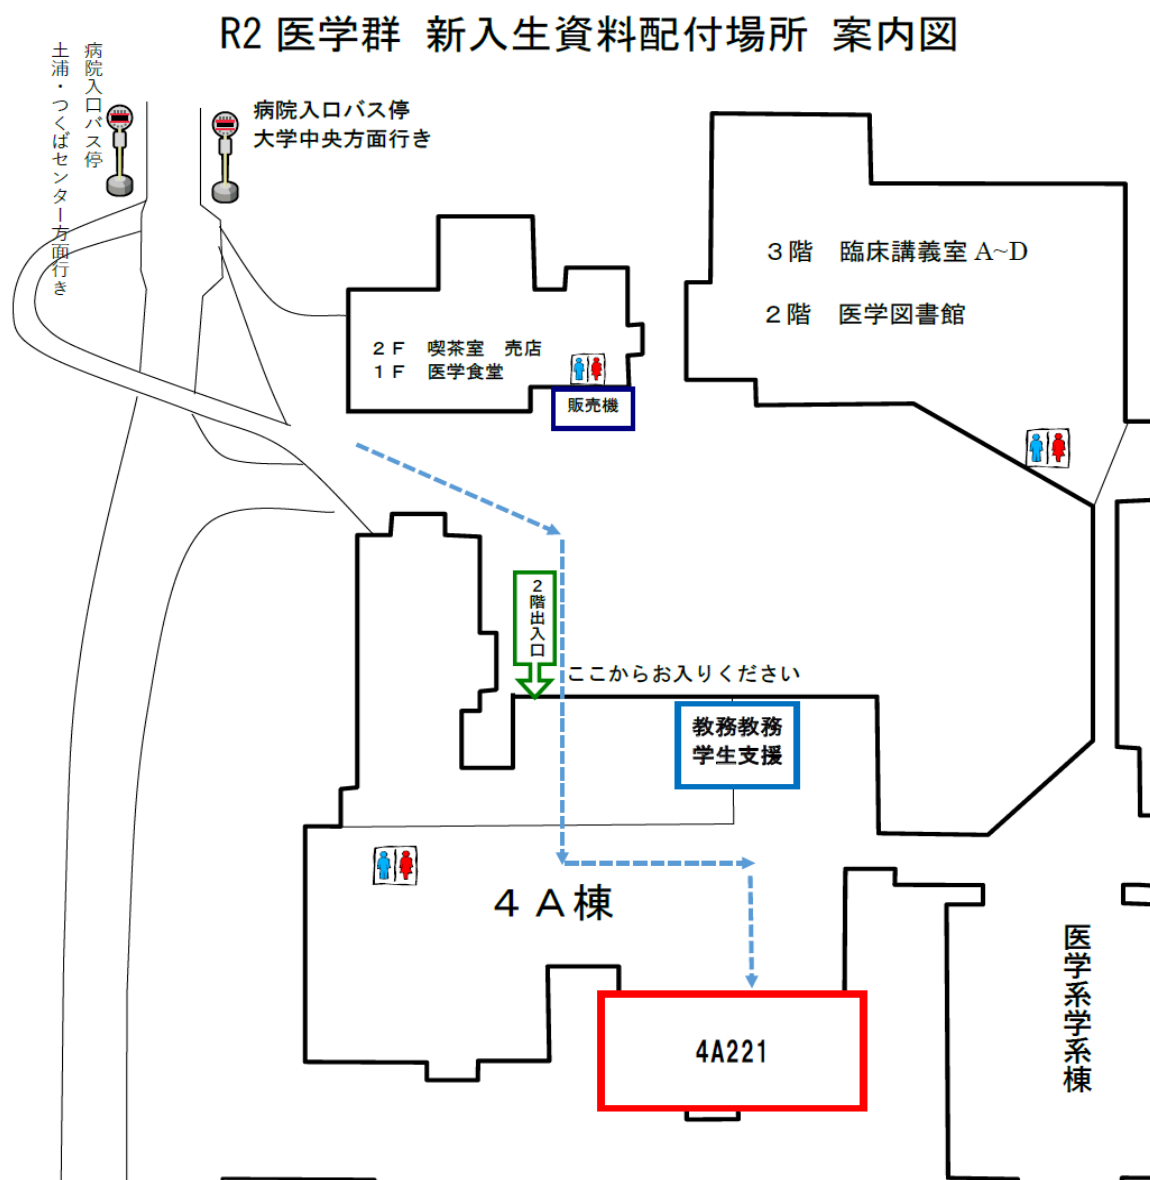 R2 医学群 新入生資料配付場所 案内図
病院入口バス停
土浦・つくばセンター方面行き
病院入口バス停
大学中央方面行き
3階 臨床講義室 A~D
2階 医学図書館
2F 喫茶室 売店
1F 医学食堂
販売機
2階出入口
ここからお入りください
教務教務
学生支援
4A棟
4A221
医学系学系棟